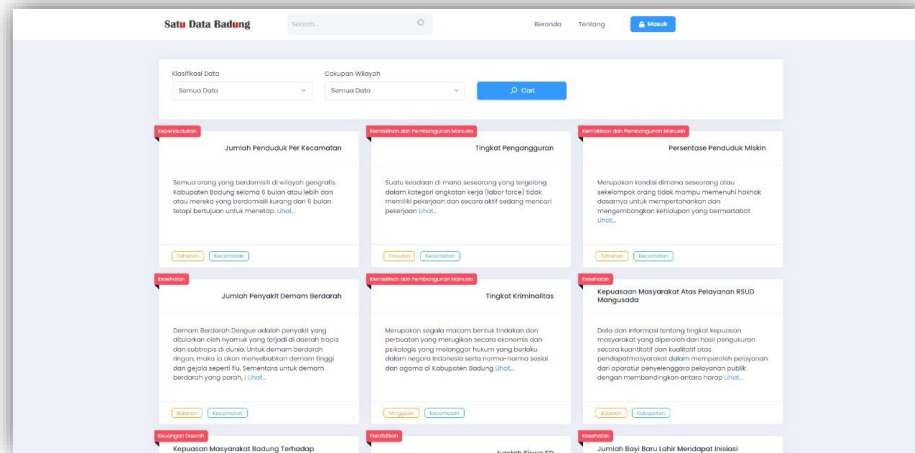 Satu Data Badung
Search...
Beranda
Tentang
Masuk
Klasifikasi Data
Cakupan Wilayah
Semua Data
Semua Data
Cari
Kependudukan
Jumlah Penduduk Per Kecamatan
Semua orang yang berdomisili di wilayah geografis
Kabupaten Badung selama 6 bulan atau lebih dan
atau mereka yang berdomisili kurang dari 6 bulan
tetapi bertujuan untuk menetap. Lihat...
Tahunan
Kecamatan
Kemiskinan dan Pembangunan Manusia
Tingkat Pengangguran
Suatu keadaan di mana seseorang yang tergolong
dalam kategori angkatan kerja (labor force) tidak
memiliki pekerjaan dan secara aktif sedang mencari
pekerjaan Lihat...
Triwulan
Kecamatan
Kemiskinan dan Pembangunan Manusia
Persentase Penduduk Miskin
Merupakan kondisi dimana seseorang atau
sekelompok orang tidak mampu memenuhi hakhak
dasarnya untuk mempertahankan dan
mengembangkan kehidupan yang bermartabat
Lihat...
Tahunan
Kecamatan
Kesehatan
Jumlah Penyakit Demam Berdarah
Demam Berdarah Dengue adalah penyakit yang
ditularkan oleh nyamuk yang terjadi di daerah tropis
dan subtropis di dunia. Untuk demam berdarah
ringan, maka ia akan menyebabkan demam tinggi
dan gejala seperti flu. Sementara untuk demam
berdarah yang parah, i Lihat...
Bulanan
Kecamatan
Kemiskinan dan Pembangunan Manusia
Tingkat Kriminalitas
Merupakan segala macam bentuk tindakan dan
perbuatan yang merugikan secara ekonomis dan
psikologis yang melanggar hukum yang berlaku
dalam negara Indonesia serta norma-norma sosial
dan agama di Kabupaten Badung Lihat...
Mingguan
Kecamatan
Kesehatan
Kepuasaan Masyarakat Atas Pelayanan RSUD
Mangusada
Data dan informasi tentang tingkat kepuasan
masyarakat yang diperoleh dari hasil pengukuran
secara kuantitatif dan kualitatif atas
pendapatmasyarakat dalam memperoleh pelayanan
dari aparatur penyelenggara pelayanan publik
dengan membandingkan antara harap Lihat...
Bulanan
Kabupaten
Keuangan Daerah
Kepuasan Masyarakat Badung Terhadap
Pendidikan
Jumlah Siswa SD
Kesehatan
Jumlah Bayi Baru Lahir Mendapat Inisiasi